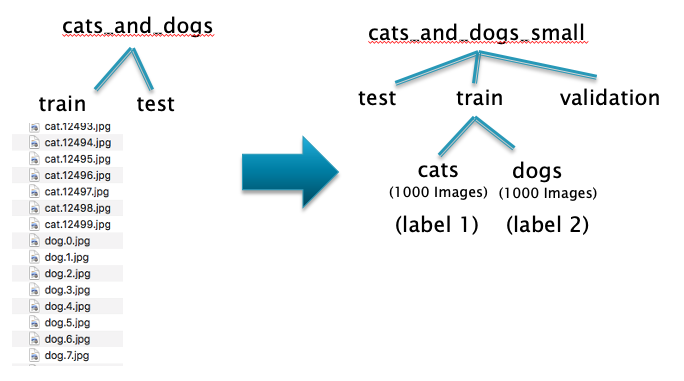 cats_and_dogs
train
test
cat.12493.jpg
cat.12494.jpg
cat.12495.jpg
cat.12496.jpg
cat.12497.jpg
cat.12498.jpg
cat.12499.jpg
dog.0.jpg
dog.1.jpg
dog.2.jpg
dog.3.jpg
dog.4.jpg
dog.5.jpg
dog.6.jpg
dog.7.jpg
cats_and_dogs_small
test
train
validation
cats
(1000 Images)
(label 1)
dogs
(1000 Images)
(label 2)